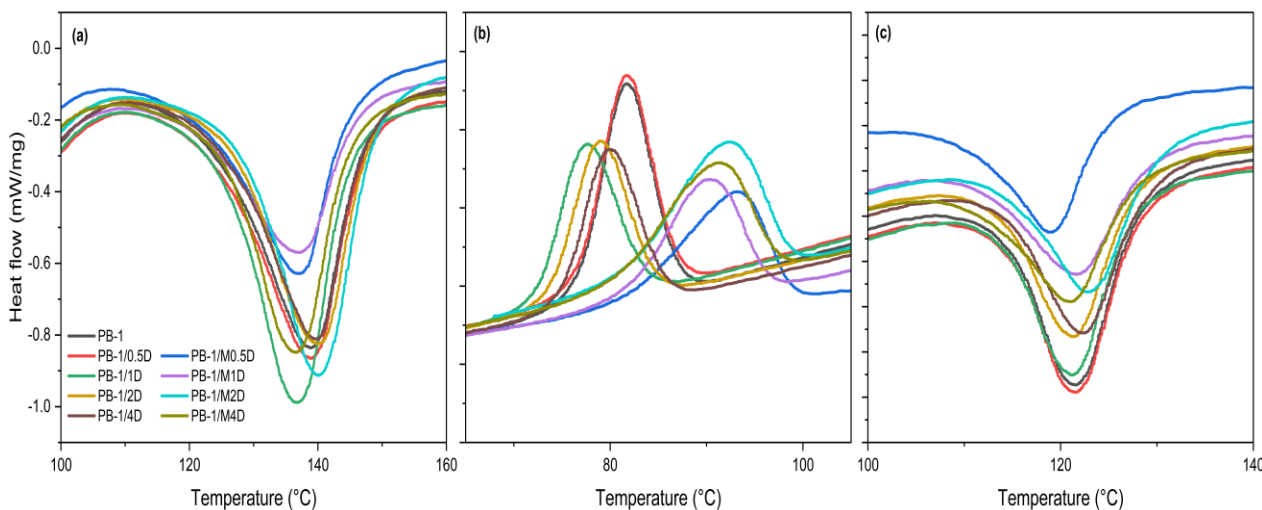 (a)
(b)
(c)
Heat flow (mW/mg)
0.0
-0.2
-0.4
-0.6
-0.8
-1.0
PB-1
PB-1/0.5D PB-1/M0.5D
PB-1/1D PB-1/M1D
PB-1/2D PB-1/M2D
PB-1/4D PB-1/M4D
100 120 140 160
80 100
100 120 140
Temperature (°C)
Temperature (°C)
Temperature (°C)